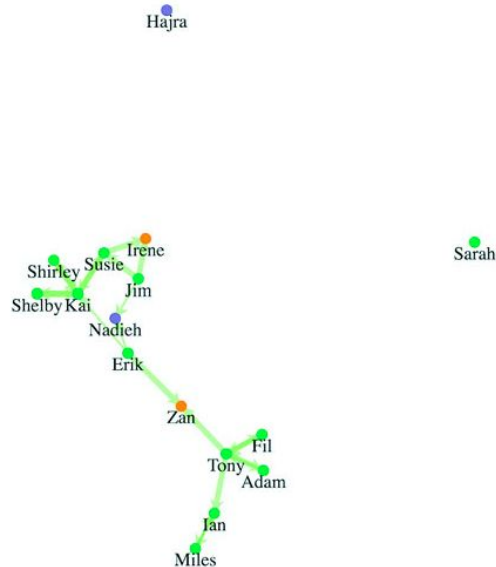 Hajra
Irene
Sarah
Susie
Shirley
Jim
Shelby
Kai
Nadieh
Erik
Zan
Fil
Tony
Adam
Ian
Miles